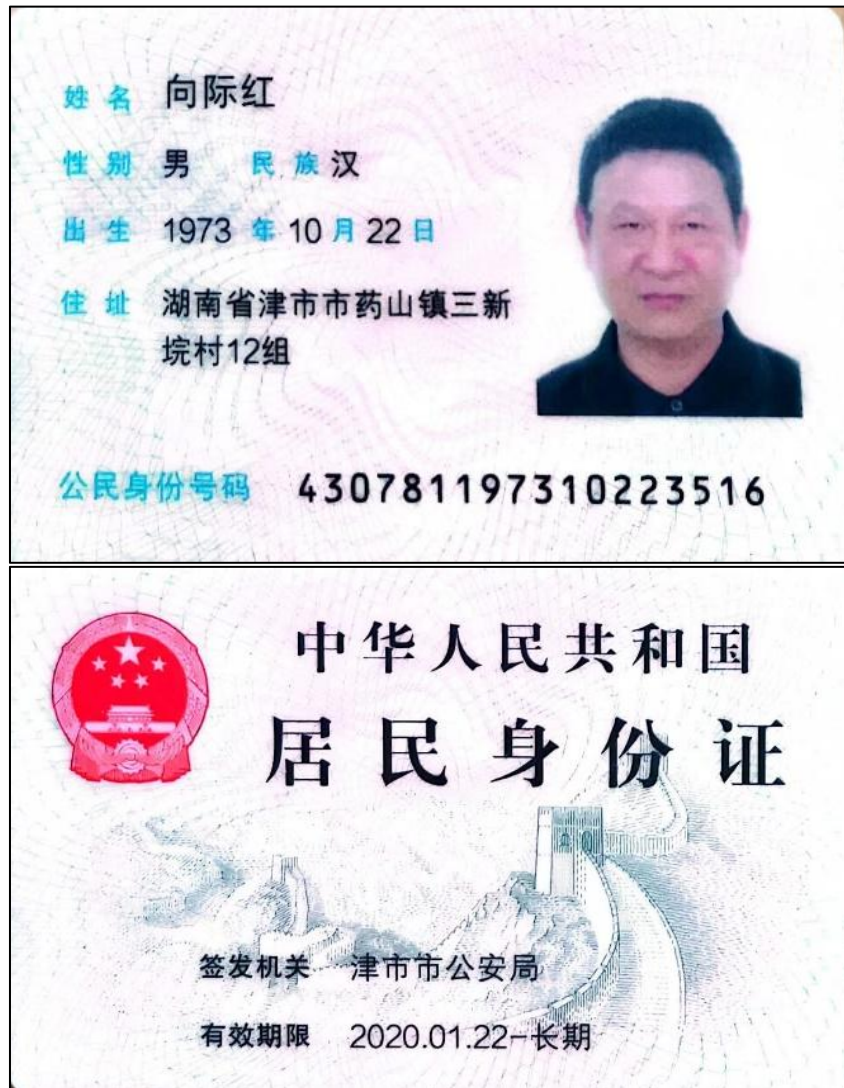 姓名 向际红
性别 男 民族 汉
出生 1973 年 10 月 22 日
住址 湖南省津市市药山镇三新
垸村12组
公民身份号码 430781197310223516
中华人民共和国
居民身份证
签发机关 津市市公安局
有效期限 2020.01.22-长期